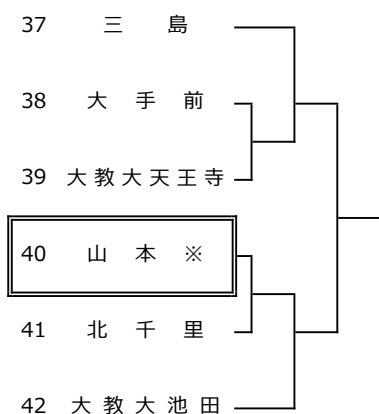 37 三島
38 大手前
39 大教大天王寺
40 山本※
41 北千里
42 大教大池田